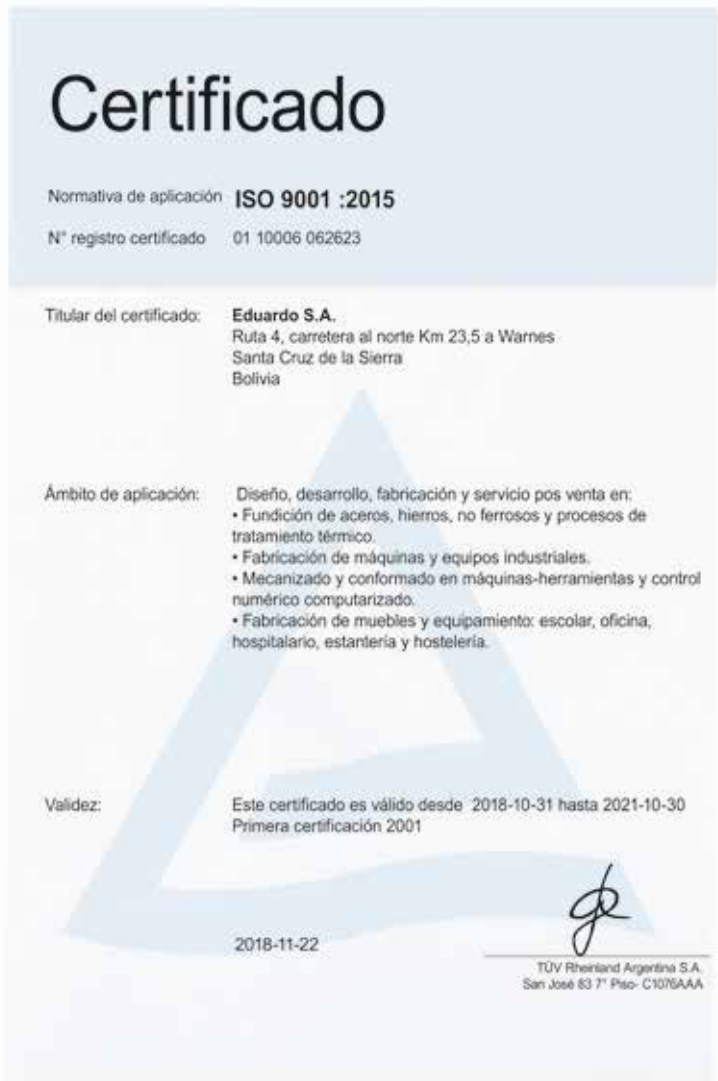 Certificado
Normativa de aplicación ISO 9001 :2015
N° registro certificado 01 10006 062623
Titular del certificado: Eduardo S.A.
Ruta 4, carretera al norte Km 23,5 a Warnes
Santa Cruz de la Sierra
Bolivia
Ámbito de aplicación: Diseño, desarrollo, fabricación y servicio pos venta en:
• Fundición de aceros, hierros, no ferrosos y procesos de
tratamiento térmico.
• Fabricación de máquinas y equipos industriales.
• Mecanizado y conformado en máquinas-herramientas y control
numérico computarizado.
• Fabricación de muebles y equipamiento: escolar, oficina,
hospitalario, estantería y hostelería.
Validez: Este certificado es válido desde 2018-10-31 hasta 2021-10-30
Primera certificación 2001
2018-11-22
TÜV Rheinland Argentina S.A.
San José 83 7° Piso- C1076AAA